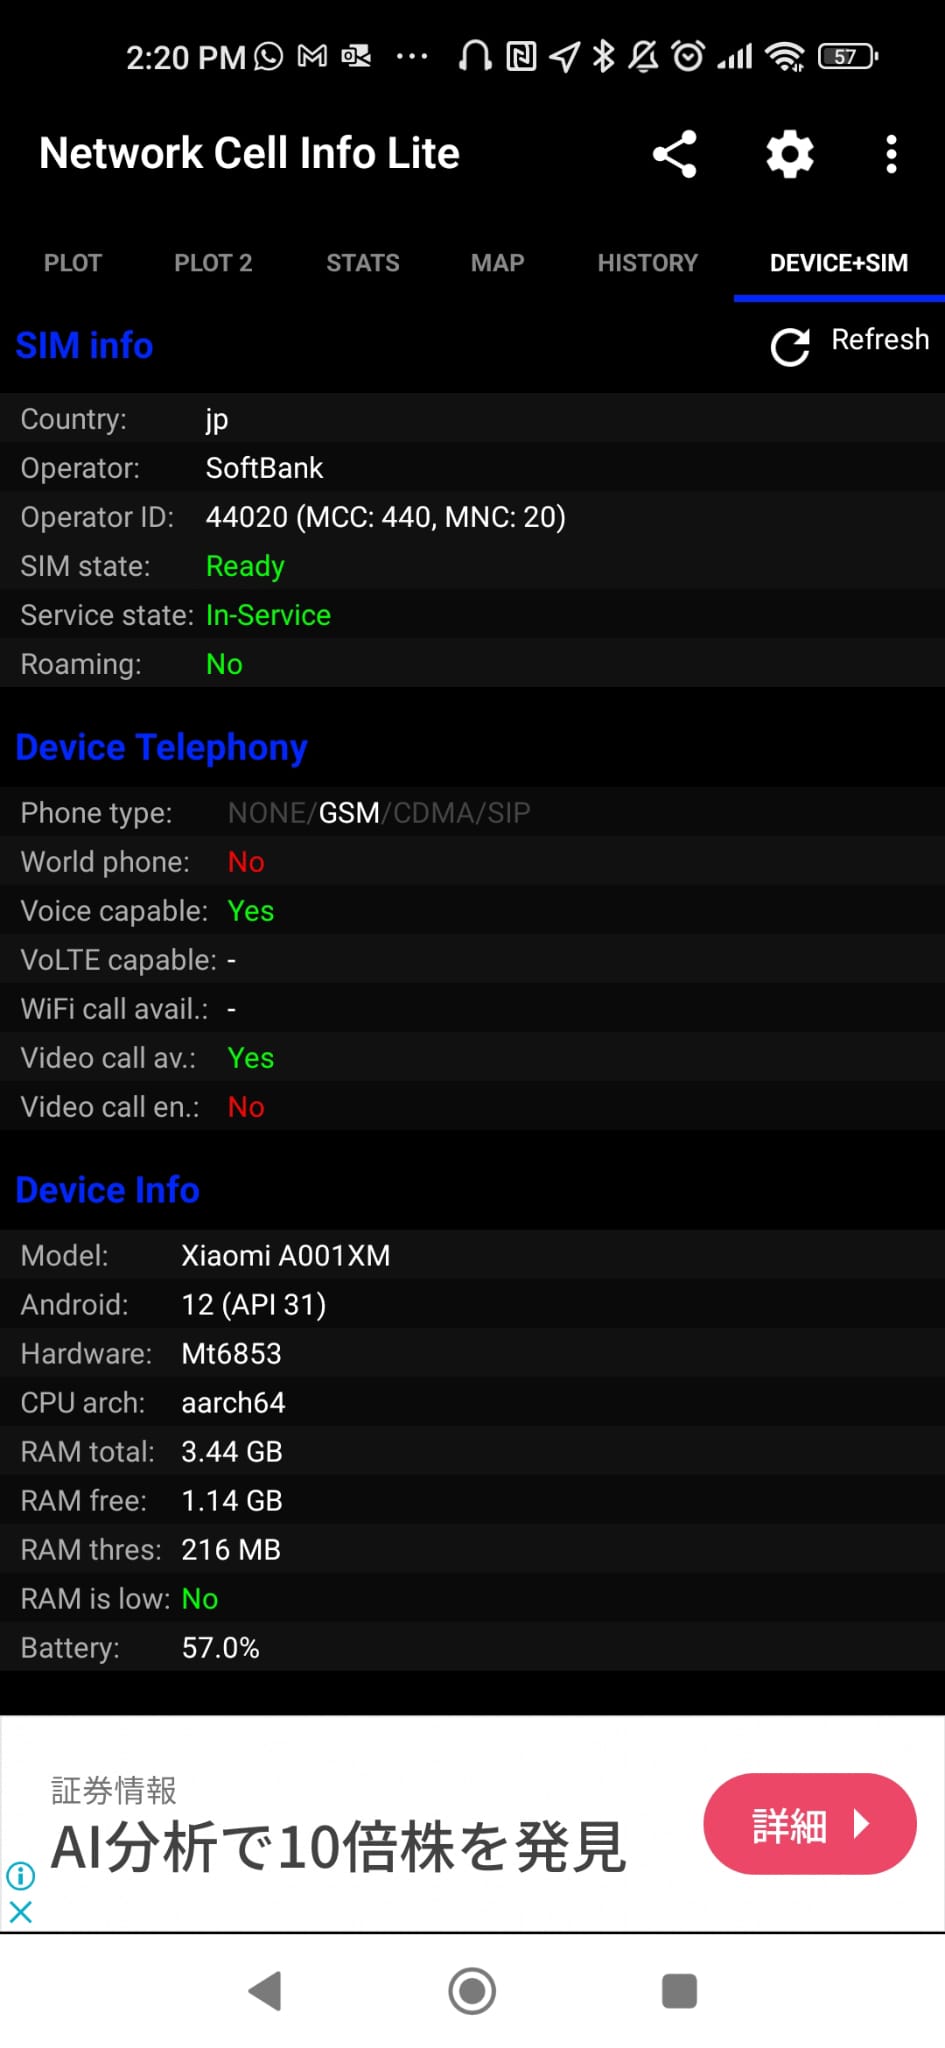 2:20 PM 57
Network Cell Info Lite
PLOT PLOT 2 STATS MAP HISTORY DEVICE+SIM
SIM info Refresh
Country: jp
Operator: SoftBank
Operator ID: 44020 (MCC: 440, MNC: 20)
SIM state: Ready
Service state: In-Service
Roaming: No
Device Telephony
Phone type: NONE/GSM/CDMA/SIP
World phone: No
Voice capable: Yes
VoLTE capable: -
WiFi call avail.: -
Video call av.: Yes
Video call en.: No
Device Info
Model: Xiaomi A001XM
Android: 12 (API 31)
Hardware: Mt6853
CPU arch: aarch64
RAM total: 3.44 GB
RAM free: 1.14 GB
RAM thres: 216 MB
RAM is low: No
Battery: 57.0%
証券情報
AI分析で10倍株を発見
詳細